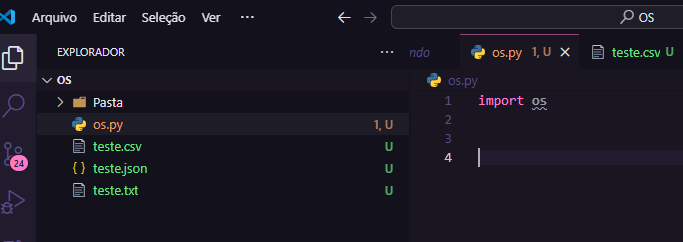 Arquivo Editar Seleção Ver ... OS
EXPLORADOR ...
ndo os.py 1, U teste.csv U
OS
os.py
Pasta
1 import os
os.py 1, U
2
teste.csv U
3
teste.json U
4
teste.txt U
24